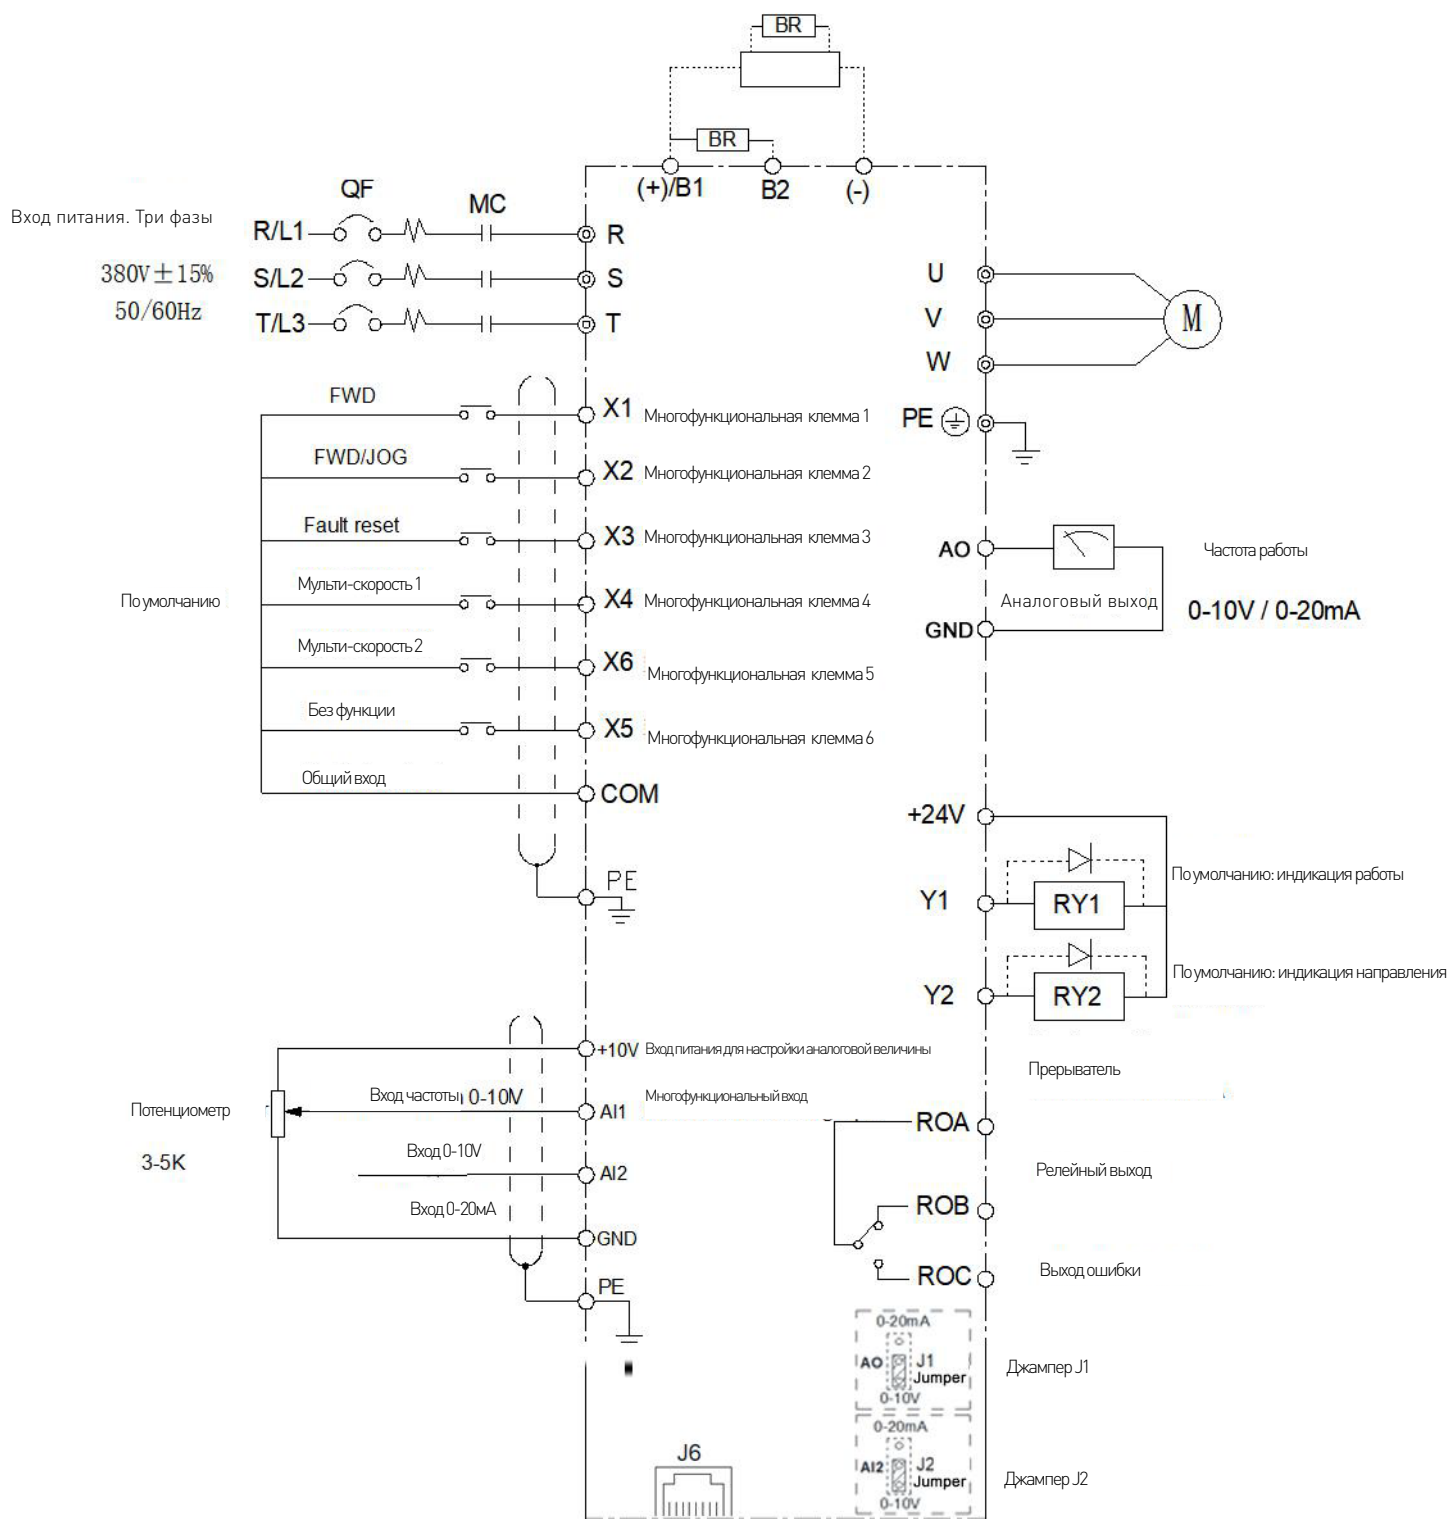 BR
BR
(+)/B1
B2
(-)
QF
MC
Вход питания. Три фазы
R/L1
R
380V±15%
S/L2
S
50/60Hz
T/L3
T
U
V
M
W
FWD
X1
Многофункциональная клемма 1
PE
FWD/JOG
X2
Многофункциональная клемма 2
Fault reset
X3
Многофункциональная клемма 3
AO
Частота работы
По умолчанию
Мульти-скорость 1
X4
Многофункциональная клемма 4
Аналоговый выход
0-10V / 0-20mA
GND
Мульти-скорость 2
X6
Многофункциональная клемма 5
Без функции
X5
Многофункциональная клемма 6
Общий вход
COM
+24V
По умолчанию: индикация работы
PE
Y1
RY1
По умолчанию: индикация направления
Y2
RY2
+10V
Вход питания для настройки аналоговой величины
Прерыватель
Потенциометр
Вход частоты
0-10V
AI1
Многофункциональный вход
ROA
3-5K
Вход 0-10V
AI2
Релейный выход
Вход 0-20мА
ROB
GND
ROC
Выход ошибки
PE
0-20mA
AO
J1
Jumper
0-10V
Джампер J1
0-20mA
AI2
J2
Jumper
0-10V
Джампер J2
J6